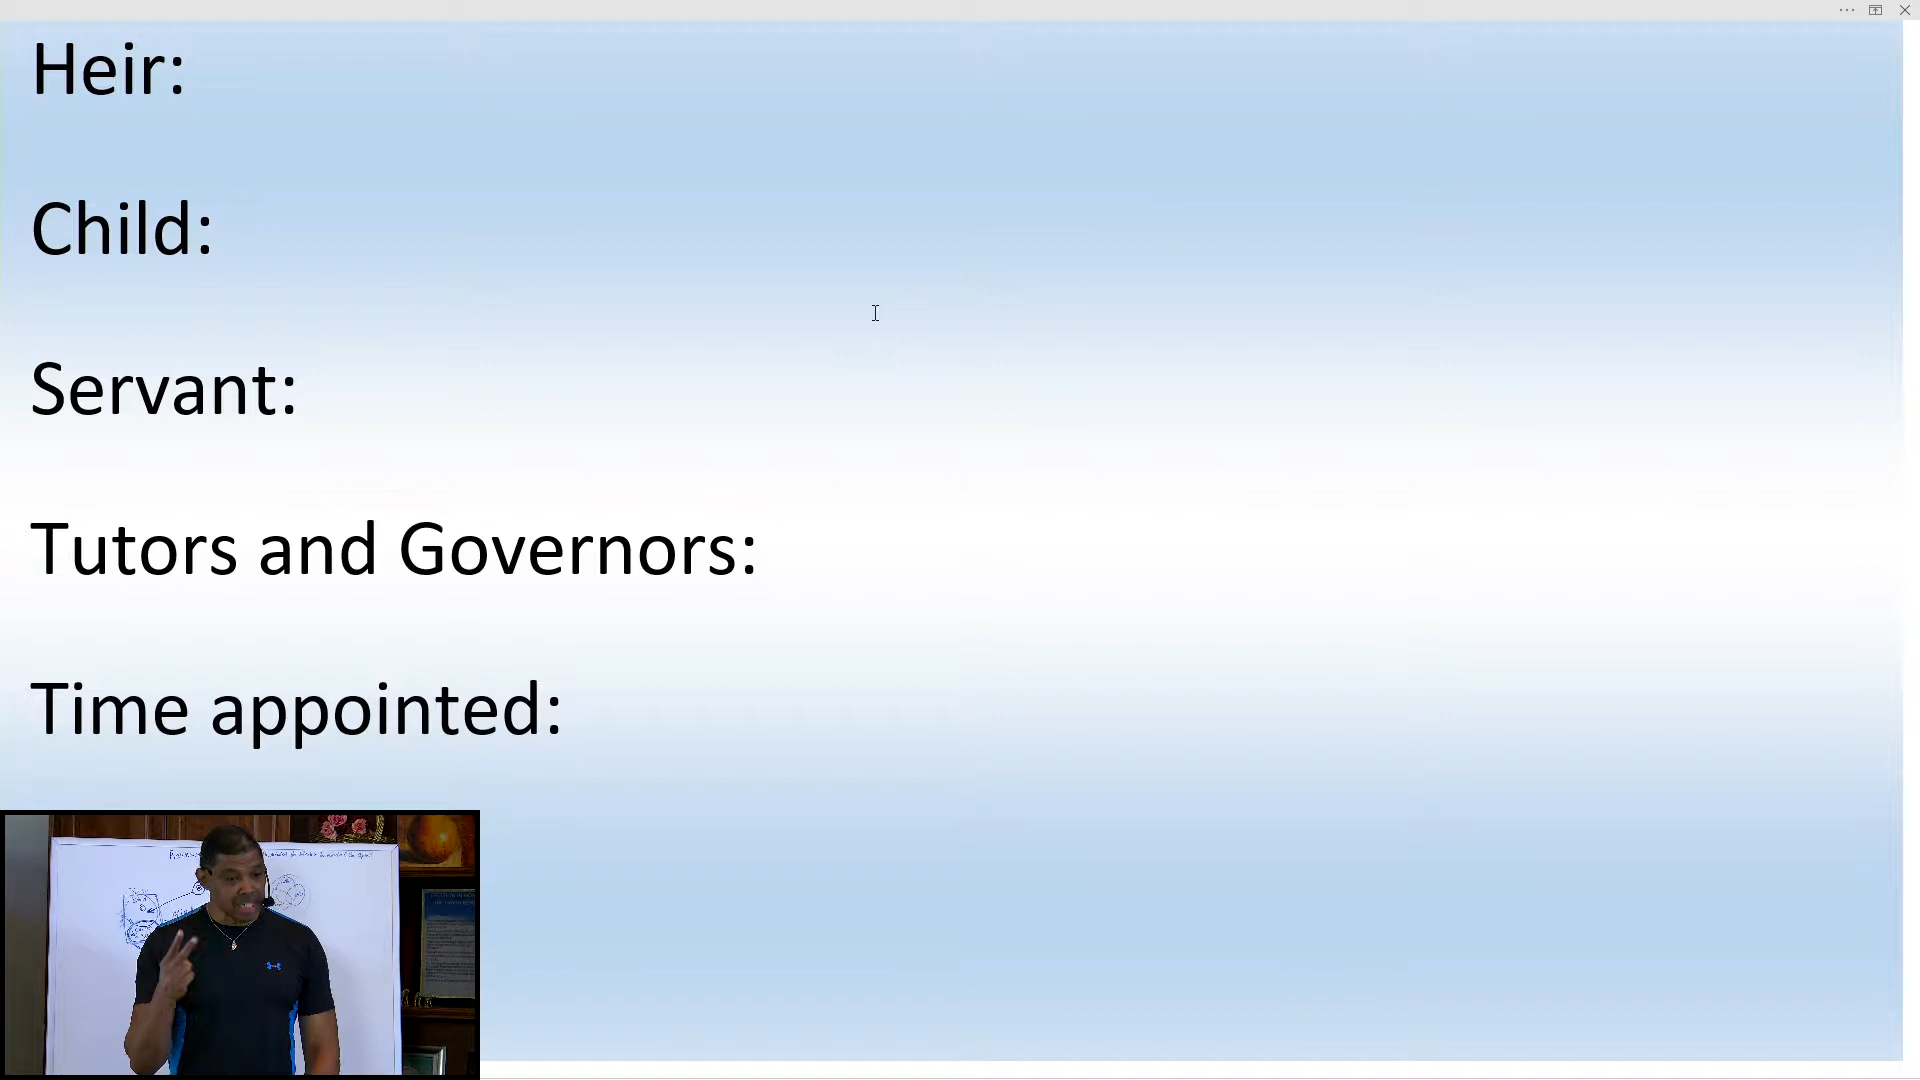 Heir:
Child:
Servant:
Tutors and Governors:
Time appointed: